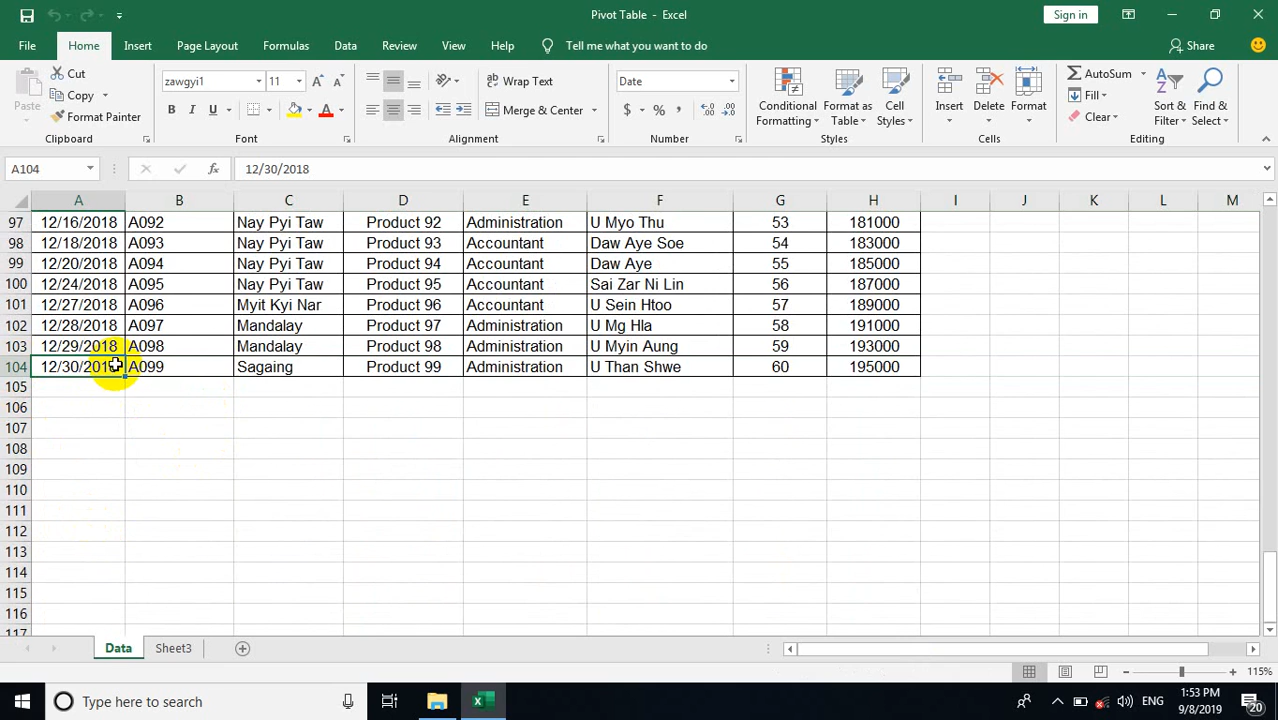 Pivot Table - Excel
Sign in
File Home Insert Page Layout Formulas Data Review View Help Tell me what you want to do Share
Paste Cut Copy Format Painter Clipboard
zawgyi1 11 B I U A Font
Wrap Text Merge & Center Alignment
Date $ % , Number
Conditional Formatting Format as Table Cell Styles Styles
Insert Delete Format Cells
AutoSum Fill Clear Sort & Filter Find & Select Editing
A104 fx 12/30/2018
A B C D E F G H I J K L M
97 12/16/2018 A092 Nay Pyi Taw Product 92 Administration U Myo Thu 53 181000
98 12/18/2018 A093 Nay Pyi Taw Product 93 Accountant Daw Aye Soe 54 183000
99 12/20/2018 A094 Nay Pyi Taw Product 94 Accountant Daw Aye 55 185000
100 12/24/2018 A095 Nay Pyi Taw Product 95 Accountant Sai Zar Ni Lin 56 187000
101 12/27/2018 A096 Myit Kyi Nar Product 96 Accountant U Sein Htoo 57 189000
102 12/28/2018 A097 Mandalay Product 97 Administration U Mg Hla 58 191000
103 12/29/2018 A098 Mandalay Product 98 Administration U Myin Aung 59 193000
104 12/30/2018 A099 Sagaing Product 99 Administration U Than Shwe 60 195000
105
106
107
108
109
110
111
112
113
114
115
116
117
Data Sheet3
115%
Type here to search
ENG
1:53 PM
9/8/2019
20